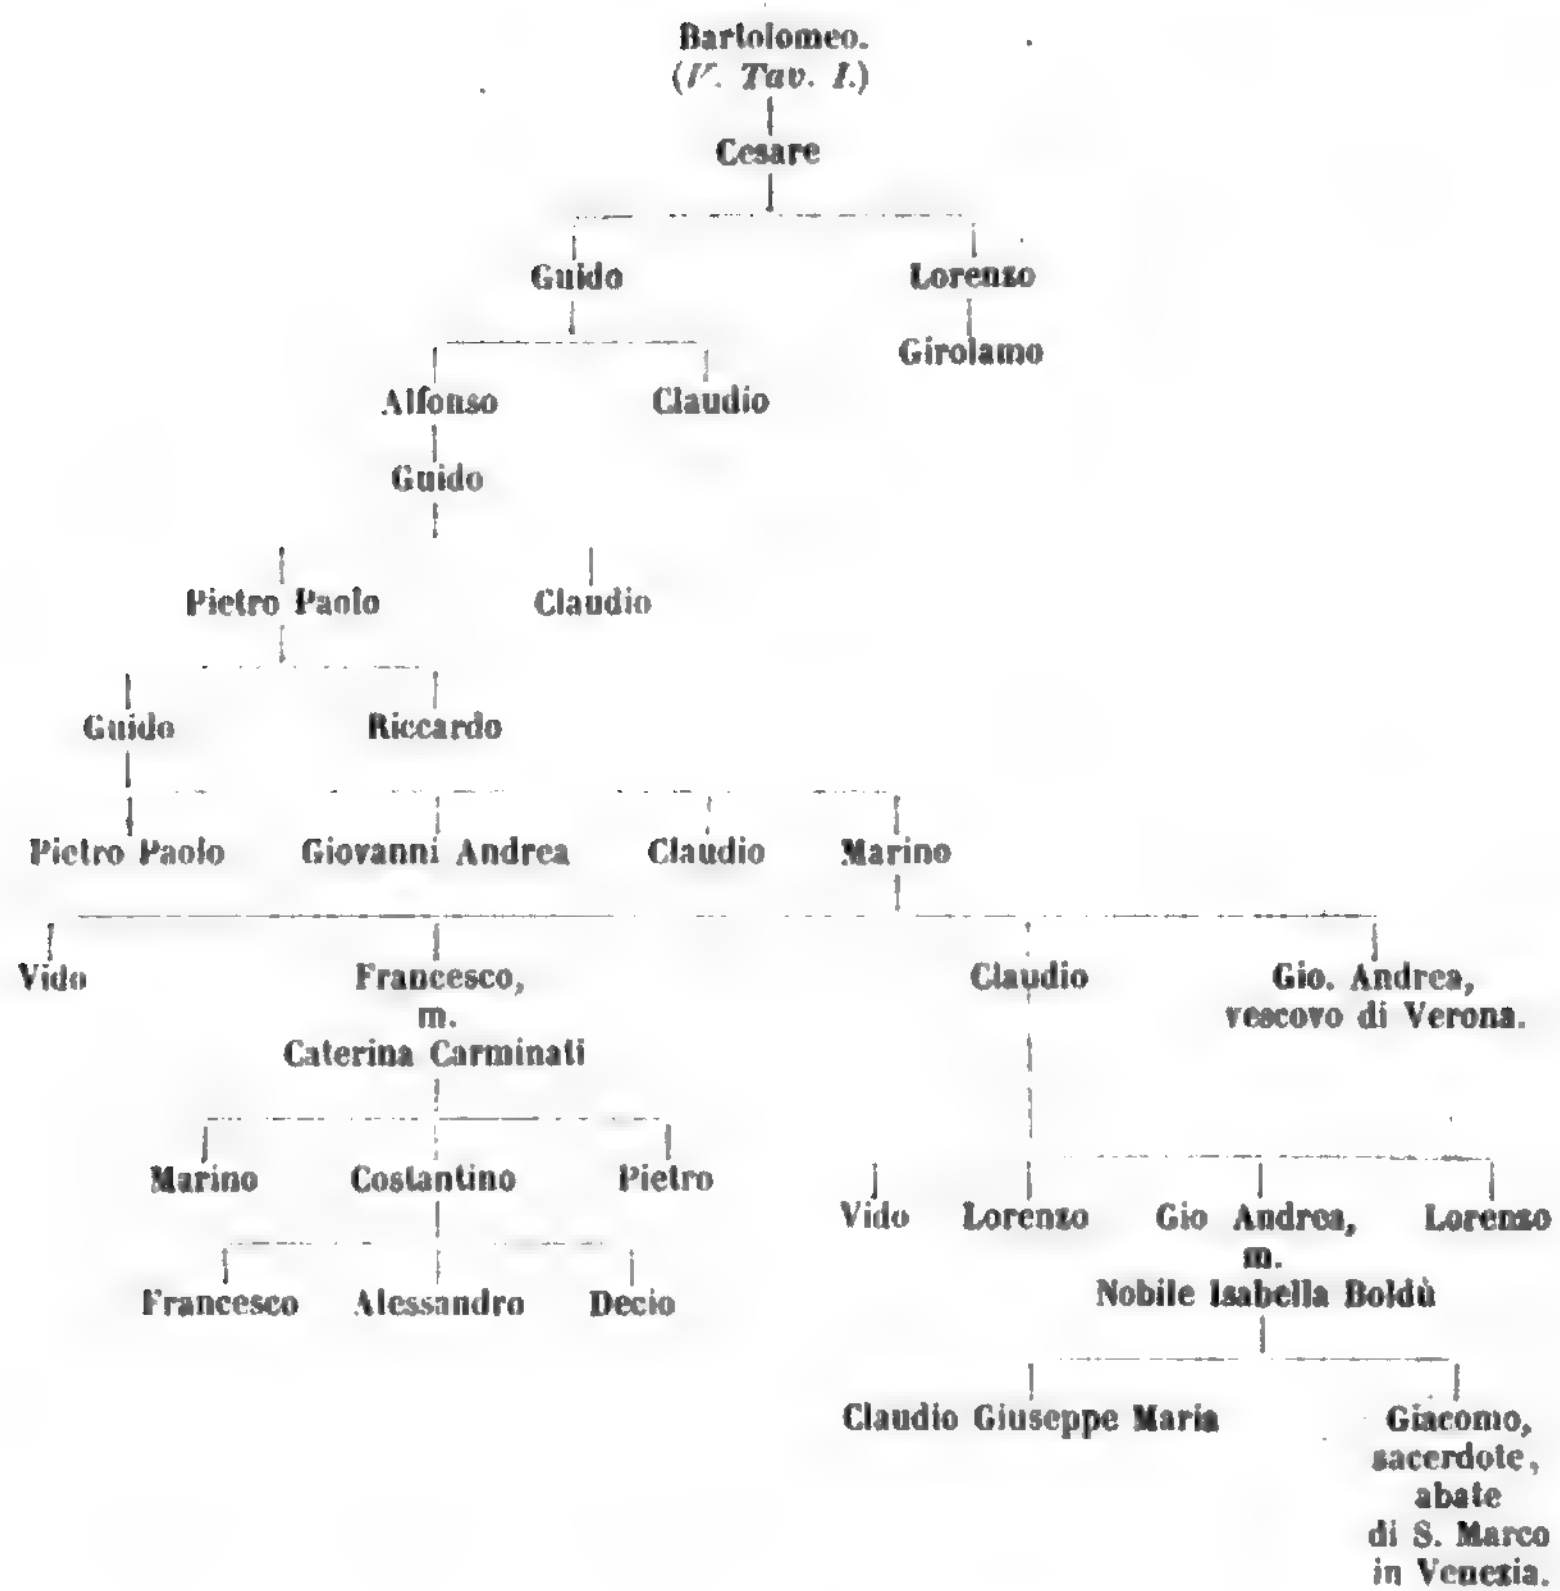 Bartolomeo.
(V. Tav. I.)
Cesare
Guido Lorenzo
Girolamo
Alfonso Claudio
Guido
Pietro Paolo Claudio
Guido Riccardo
Pietro Paolo Giovanni Andrea Claudio Marino
Vido Francesco, Claudio Gio. Andrea,
m. vescovo di Verona.
Caterina Carminati
Marino Costantino Pietro
Vido Lorenzo Gio Andrea, Lorenzo
m.
Nobile Isabella Boldù
Francesco Alessandro Decio
Claudio Giuseppe Maria Giacomo,
sacerdote,
abate
di S. Marco
in Venezia.